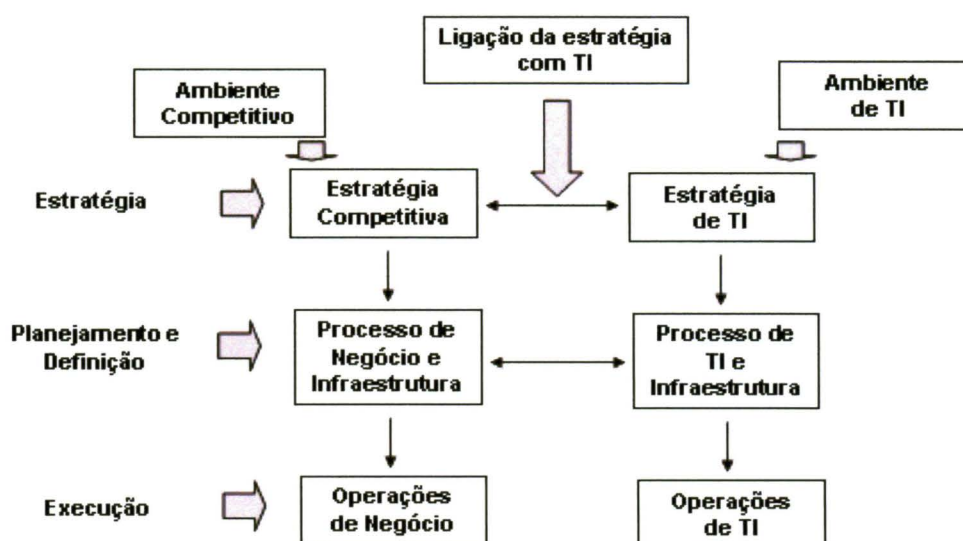 Ligação da estratégia
com TI
Ambiente
Competitivo
Ambiente
de TI
Estratégia
Estratégia
Competitiva
Estratégia
de TI
Planejamento e
Definição
Processo de
Negócio e
Infraestrutura
Processo de
TI e
Infraestrutura
Execução
Operações
de Negócio
Operações
de TI